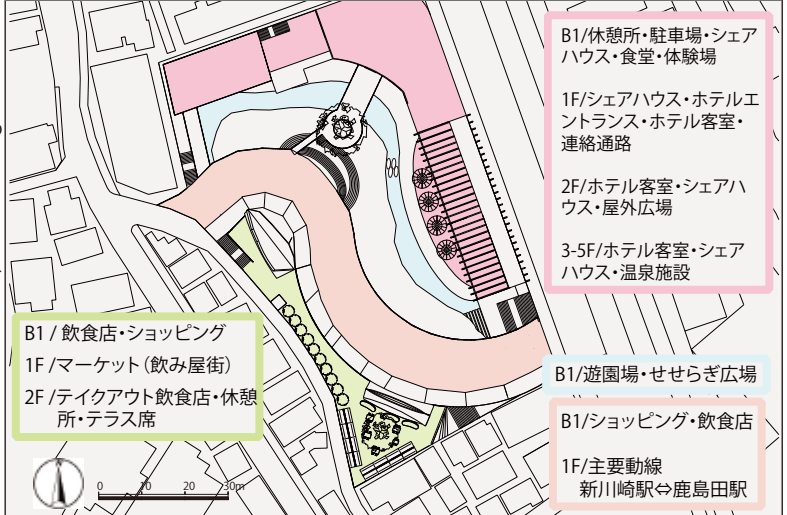 B1/休憩所・駐車場・シェア
ハウス・食堂・体験場
1F/シェアハウス・ホテルエ
ントランス・ホテル客室・
連絡通路
2F/ホテル客室・シェアハ
ウス・屋外広場
3-5F/ホテル客室・シェア
ハウス・温泉施設
B1/飲食店・ショッピング
1F/マーケット(飲み屋街)
2F/テイクアウト飲食店・休憩
所・テラス席
B1/遊園場・せせらぎ広場
B1/ショッピング・飲食店
1F/主要動線
新川崎駅⇔鹿島田駅
N
0 10 20 30m